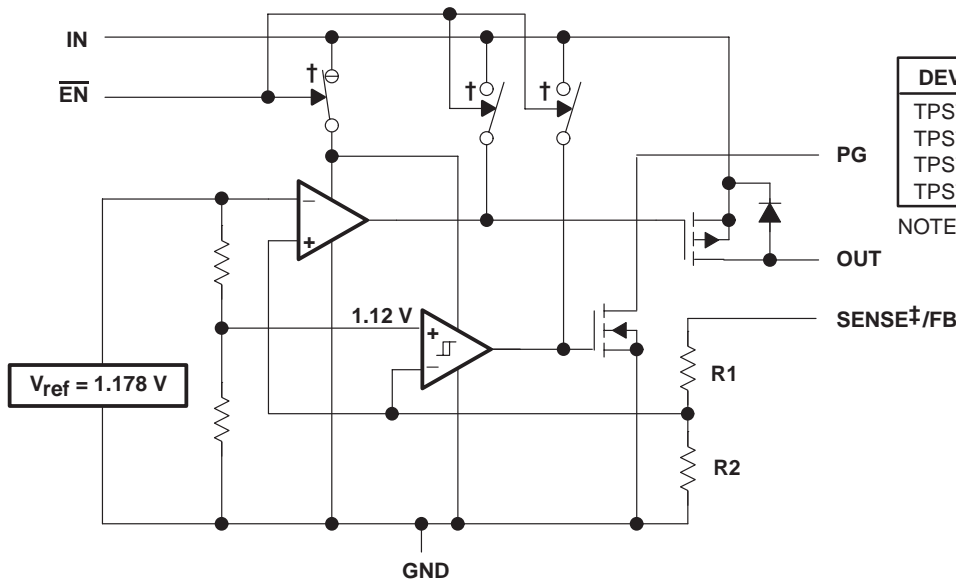 IN
EN
†
†
†
PG
OUT
SENSE‡/FB
−
+
1.12 V
+
−
Vref = 1.178 V
R1
R2
GND
DEV
TPS
TPS
TPS
TPS
NOTE